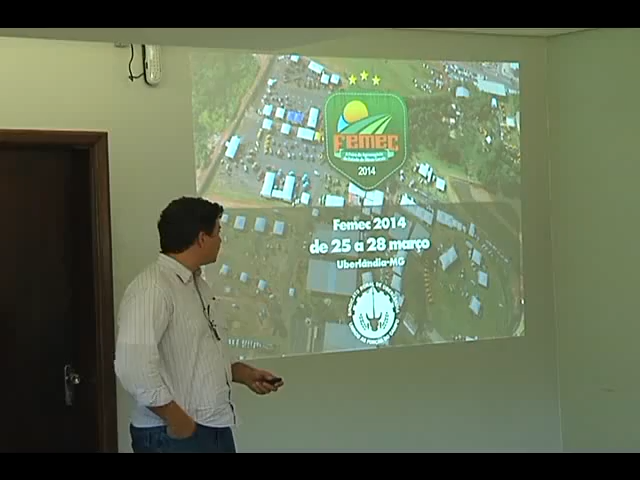 FEMEC
2014
Femec 2014
de 25 a 28 março
Uberlândia-MG